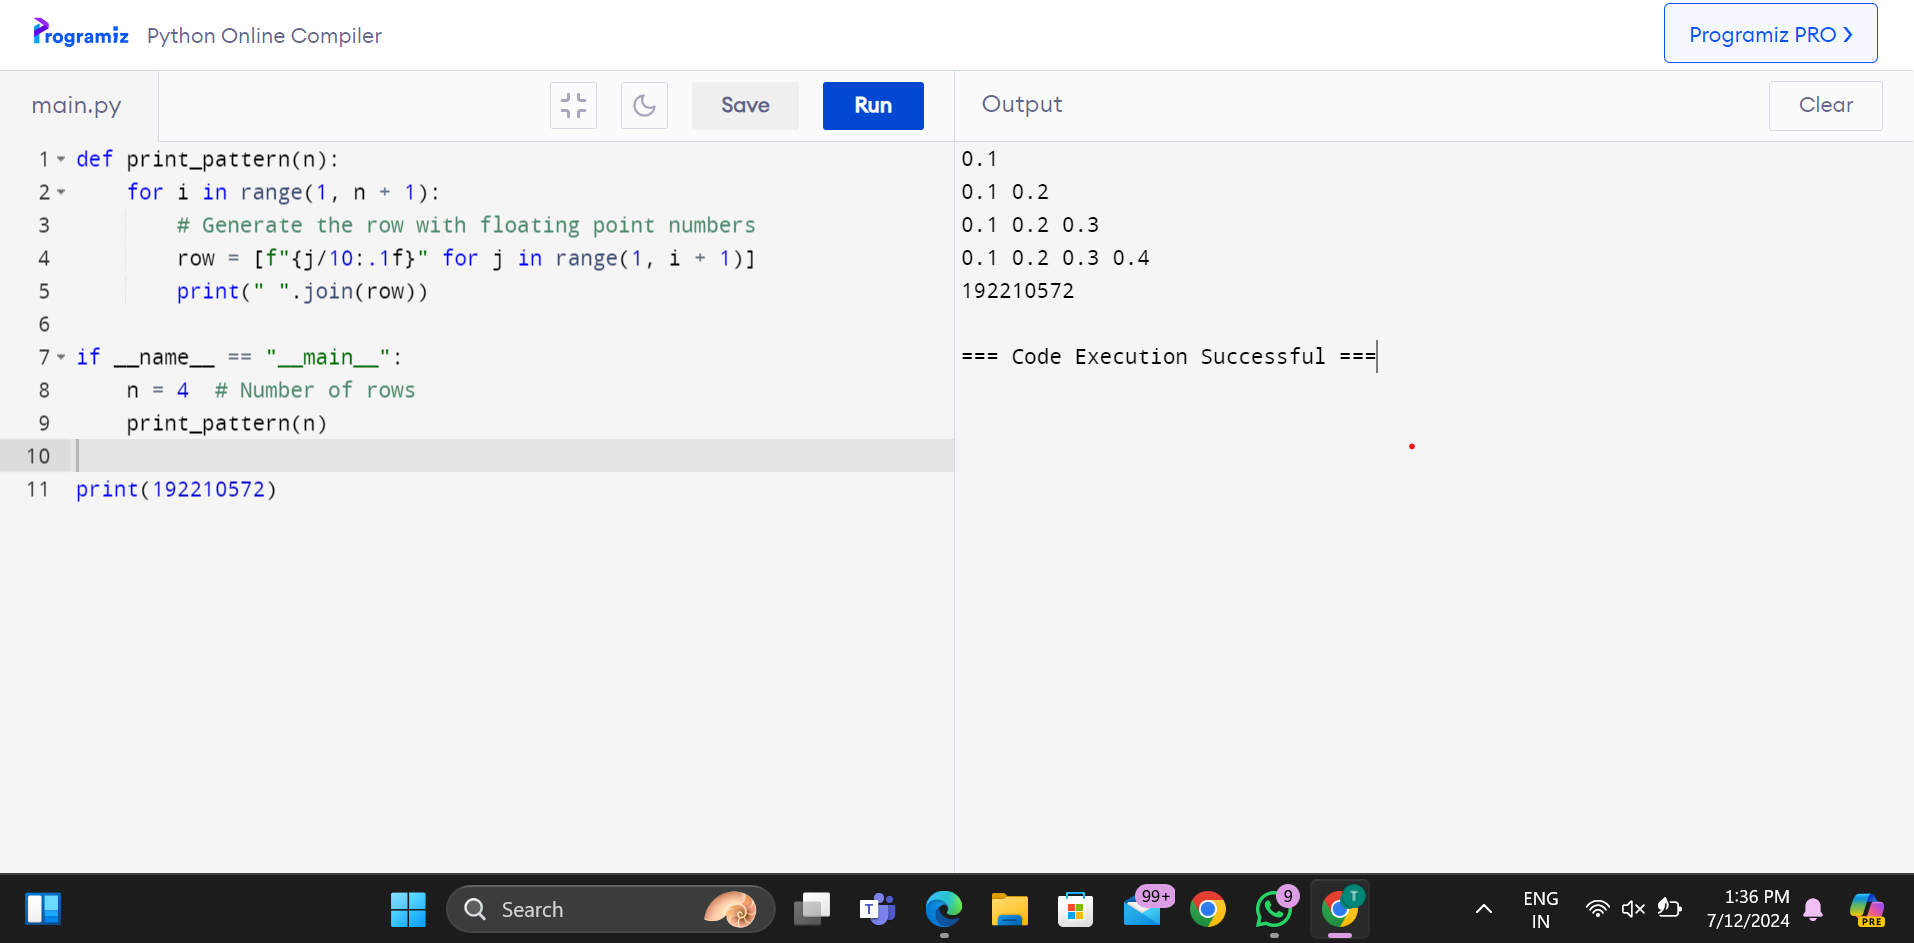 Programiz Python Online Compiler
Programiz PRO ❯
main.py
Save
Run
Output
Clear
1 def print_pattern(n):
2     for i in range(1, n + 1):
3         # Generate the row with floating point numbers
4         row = [f"{j/10:.1f}" for j in range(1, i + 1)]
5         print(" ".join(row))
6
7 if __name__ == "__main__":
8     n = 4  # Number of rows
9     print_pattern(n)
10
11 print(192210572)
0.1
0.1 0.2
0.1 0.2 0.3
0.1 0.2 0.3 0.4
192210572
=== Code Execution Successful ===
Search
T
99+
9
T
ENG
IN
1:36 PM
7/12/2024
PRE